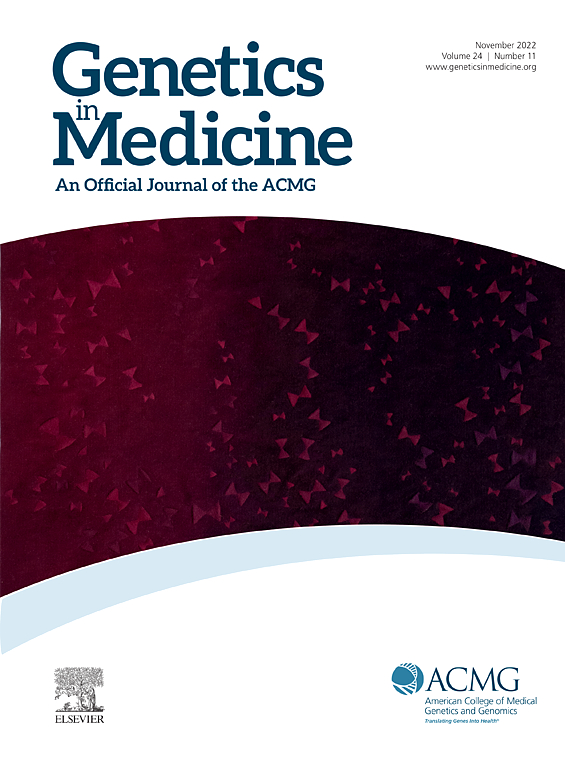 November 2022
Volume 24 | Number 11
www.geneticsinmedicine.org
Genetics
in
Medicine
An Official Journal of the ACMG
ELSEVIER
ACMG
American College of Medical
Genetics and Genomics
Translating Genes Into Health®